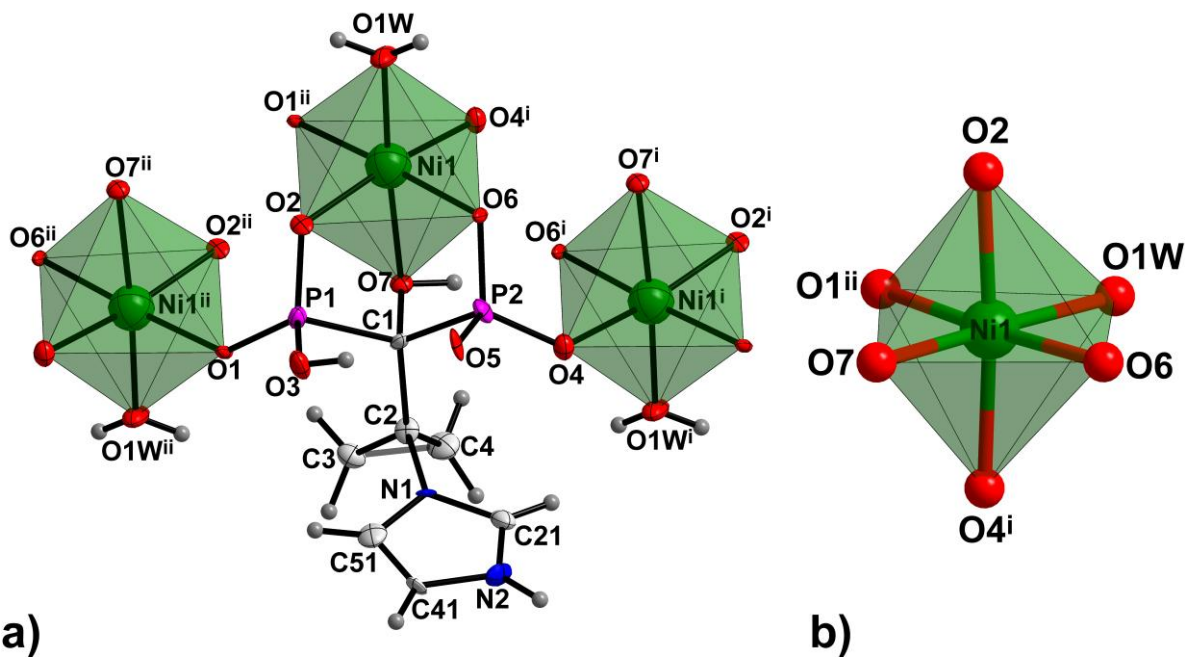 O1W
O1ii
O4i
Ni1
O7ii
O7i
O2
O6
O6ii
O2ii
O6i
O2i
O7
Ni1ii
P1
C1
P2
Ni1i
O1
O3
O5
O4
O1Wii
C2
C3
C4
O1Wi
N1
C51
C21
C41
N2
a)
O2
O1ii
O1W
Ni1
O7
O6
O4i
b)